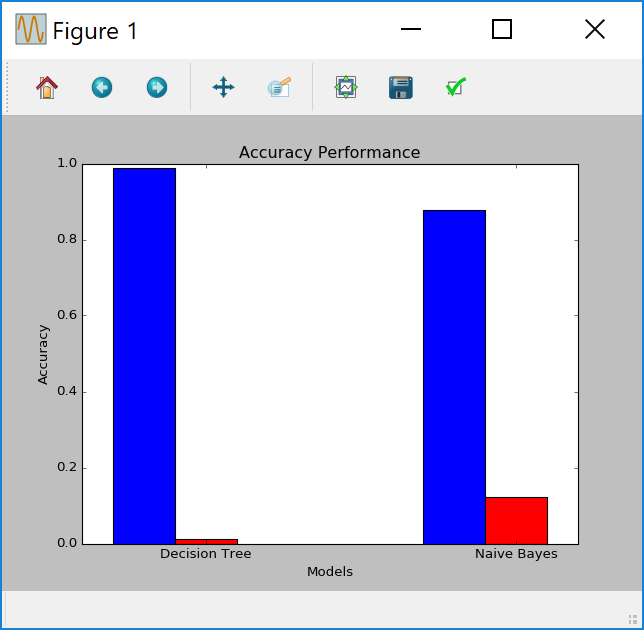 Figure 1
Accuracy Performance
1.0
0.8
0.6
0.4
0.2
0.0
Accuracy
Decision Tree Naive Bayes
Models